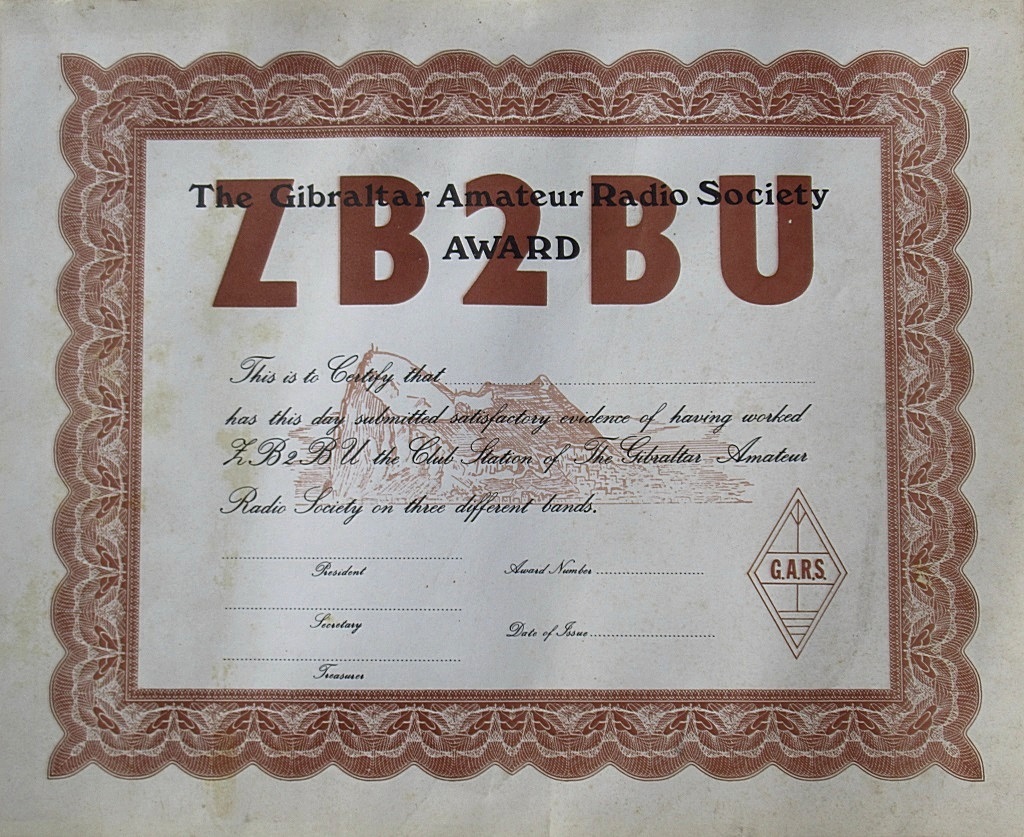 ZB2BU
The Gibraltar Amateur Radio Society
AWARD
This is to Certify that
has this day submitted satisfactory evidence of having worked
ZB2BU the Club Station of The Gibraltar Amateur
Radio Society on three different bands.
President
Award Number
G.A.R.S.
Secretary
Date of Issue
Treasurer